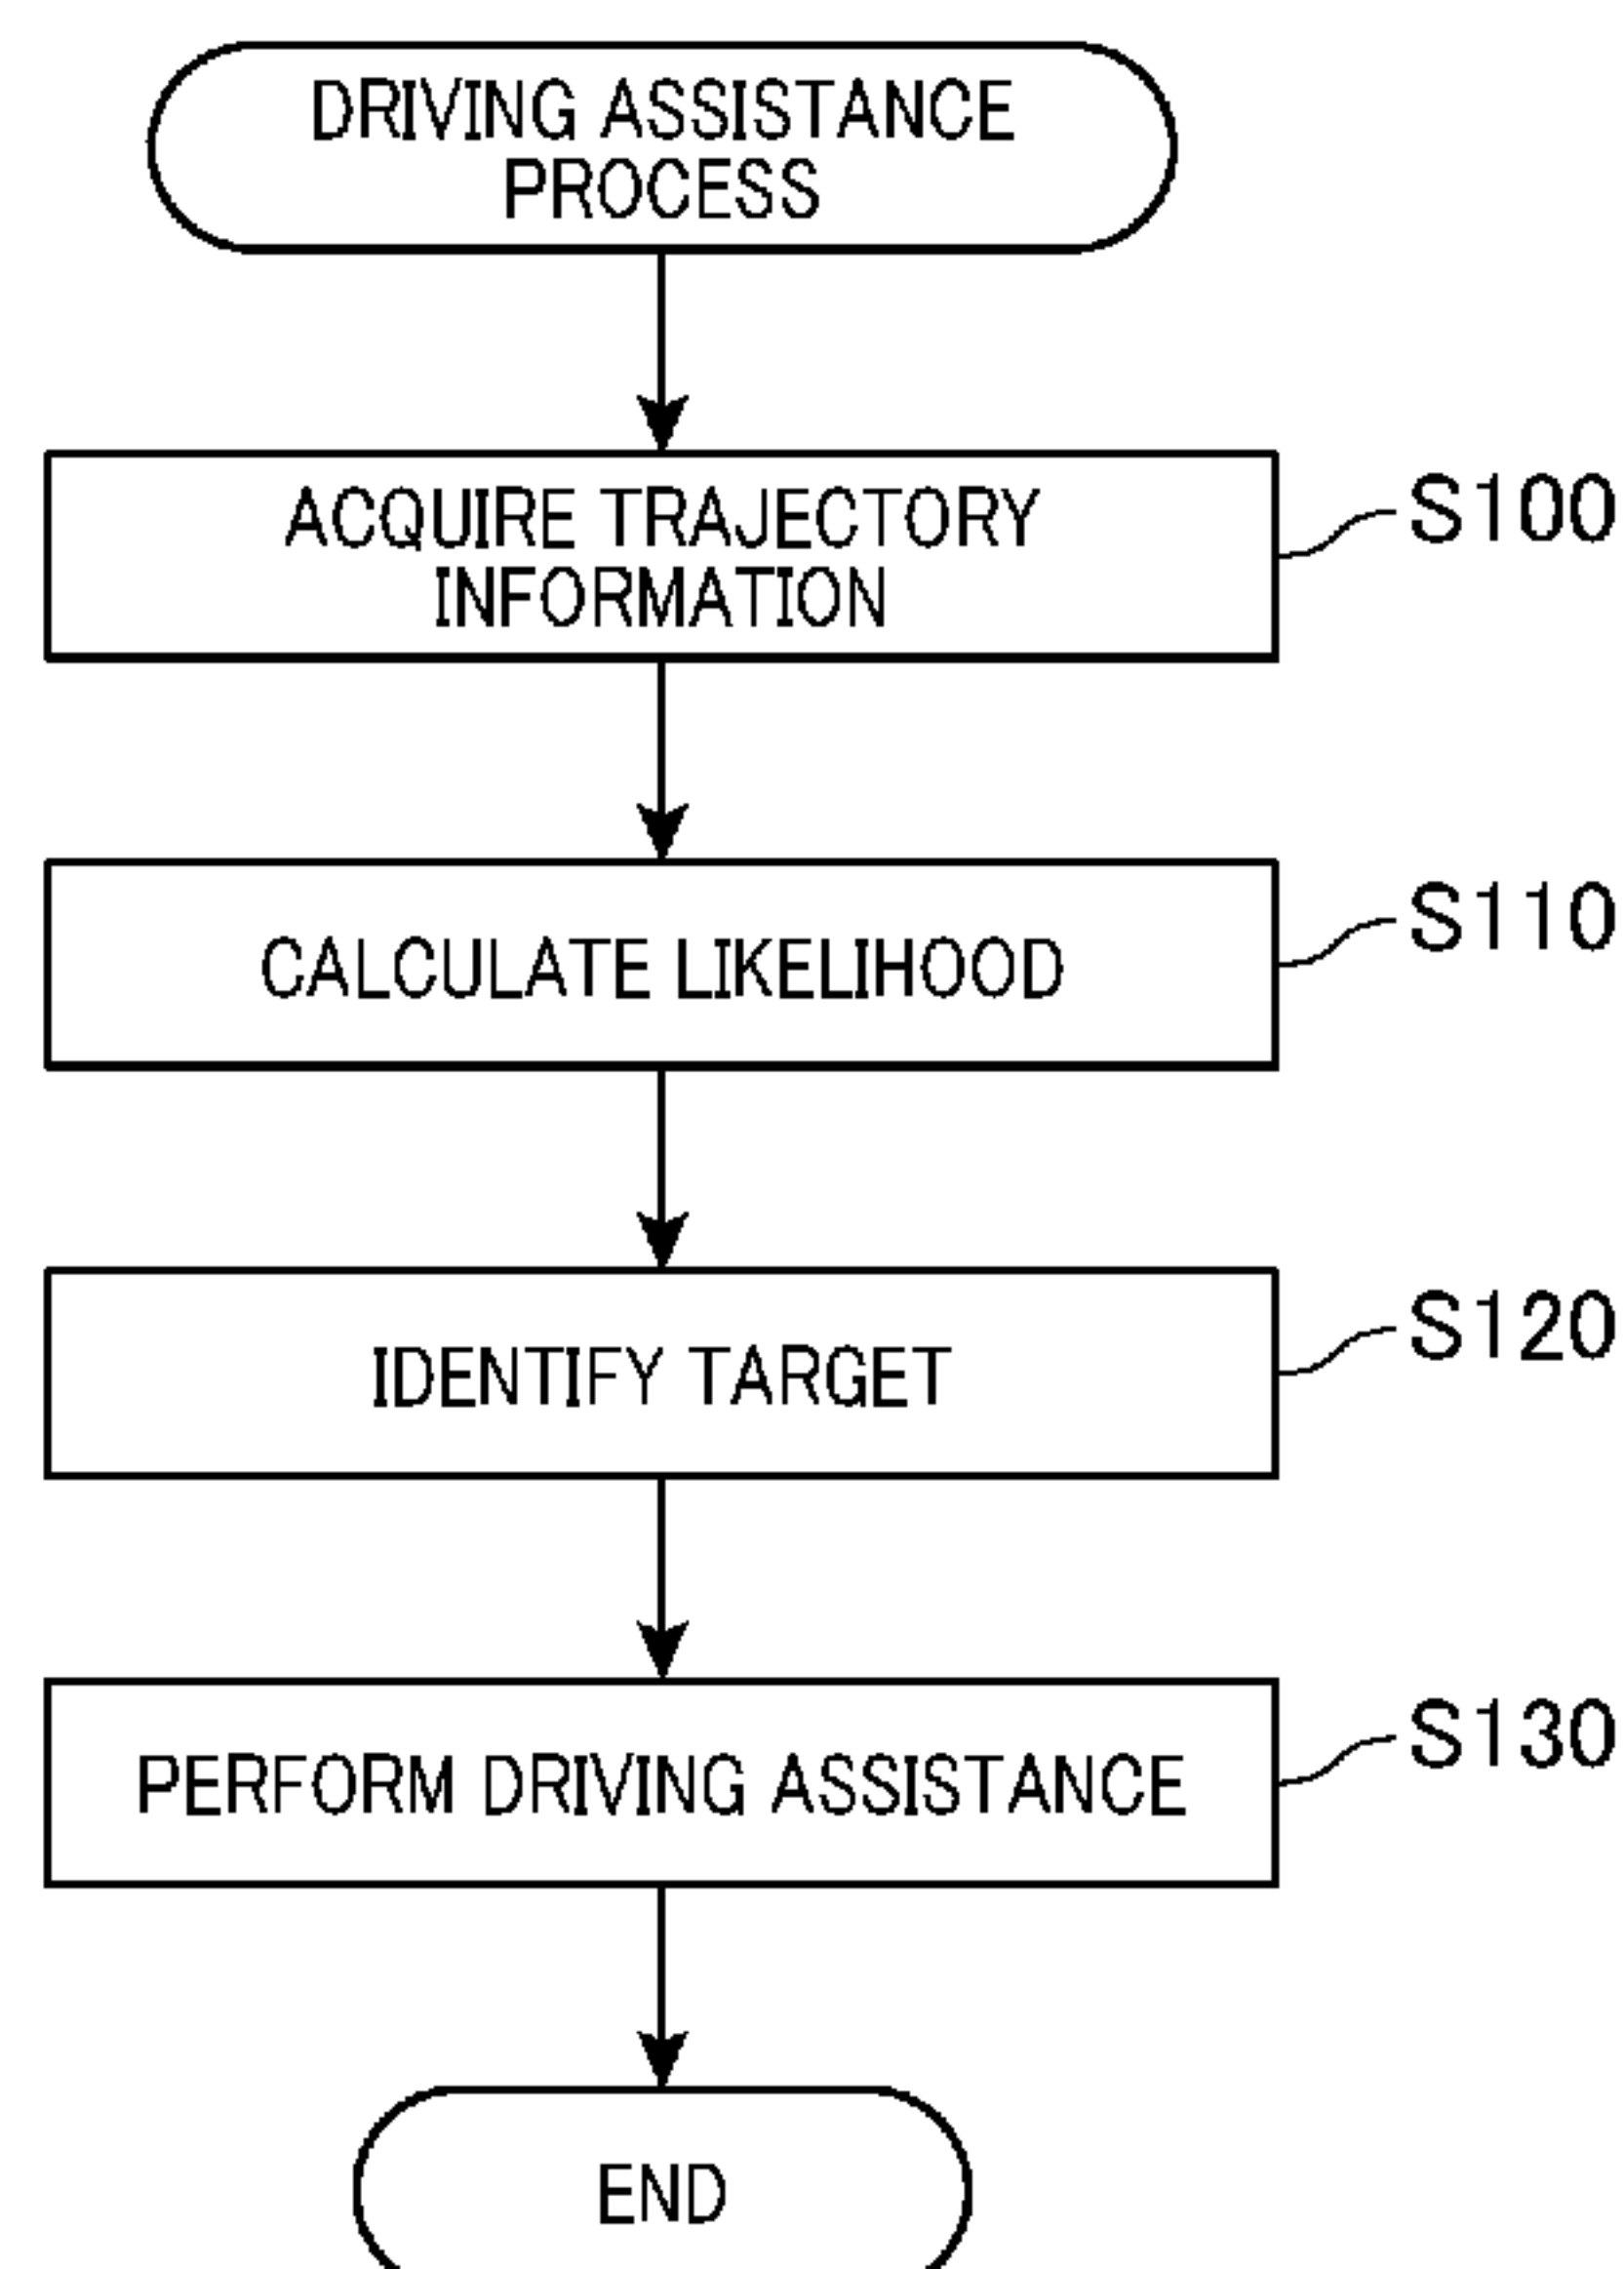 DRIVING ASSISTANCE
PROCESS
ACQUIRE TRAJECTORY
INFORMATION
S100
CALCULATE LIKELIHOOD
S110
IDENTIFY TARGET
S120
PERFORM DRIVING ASSISTANCE
S130
END